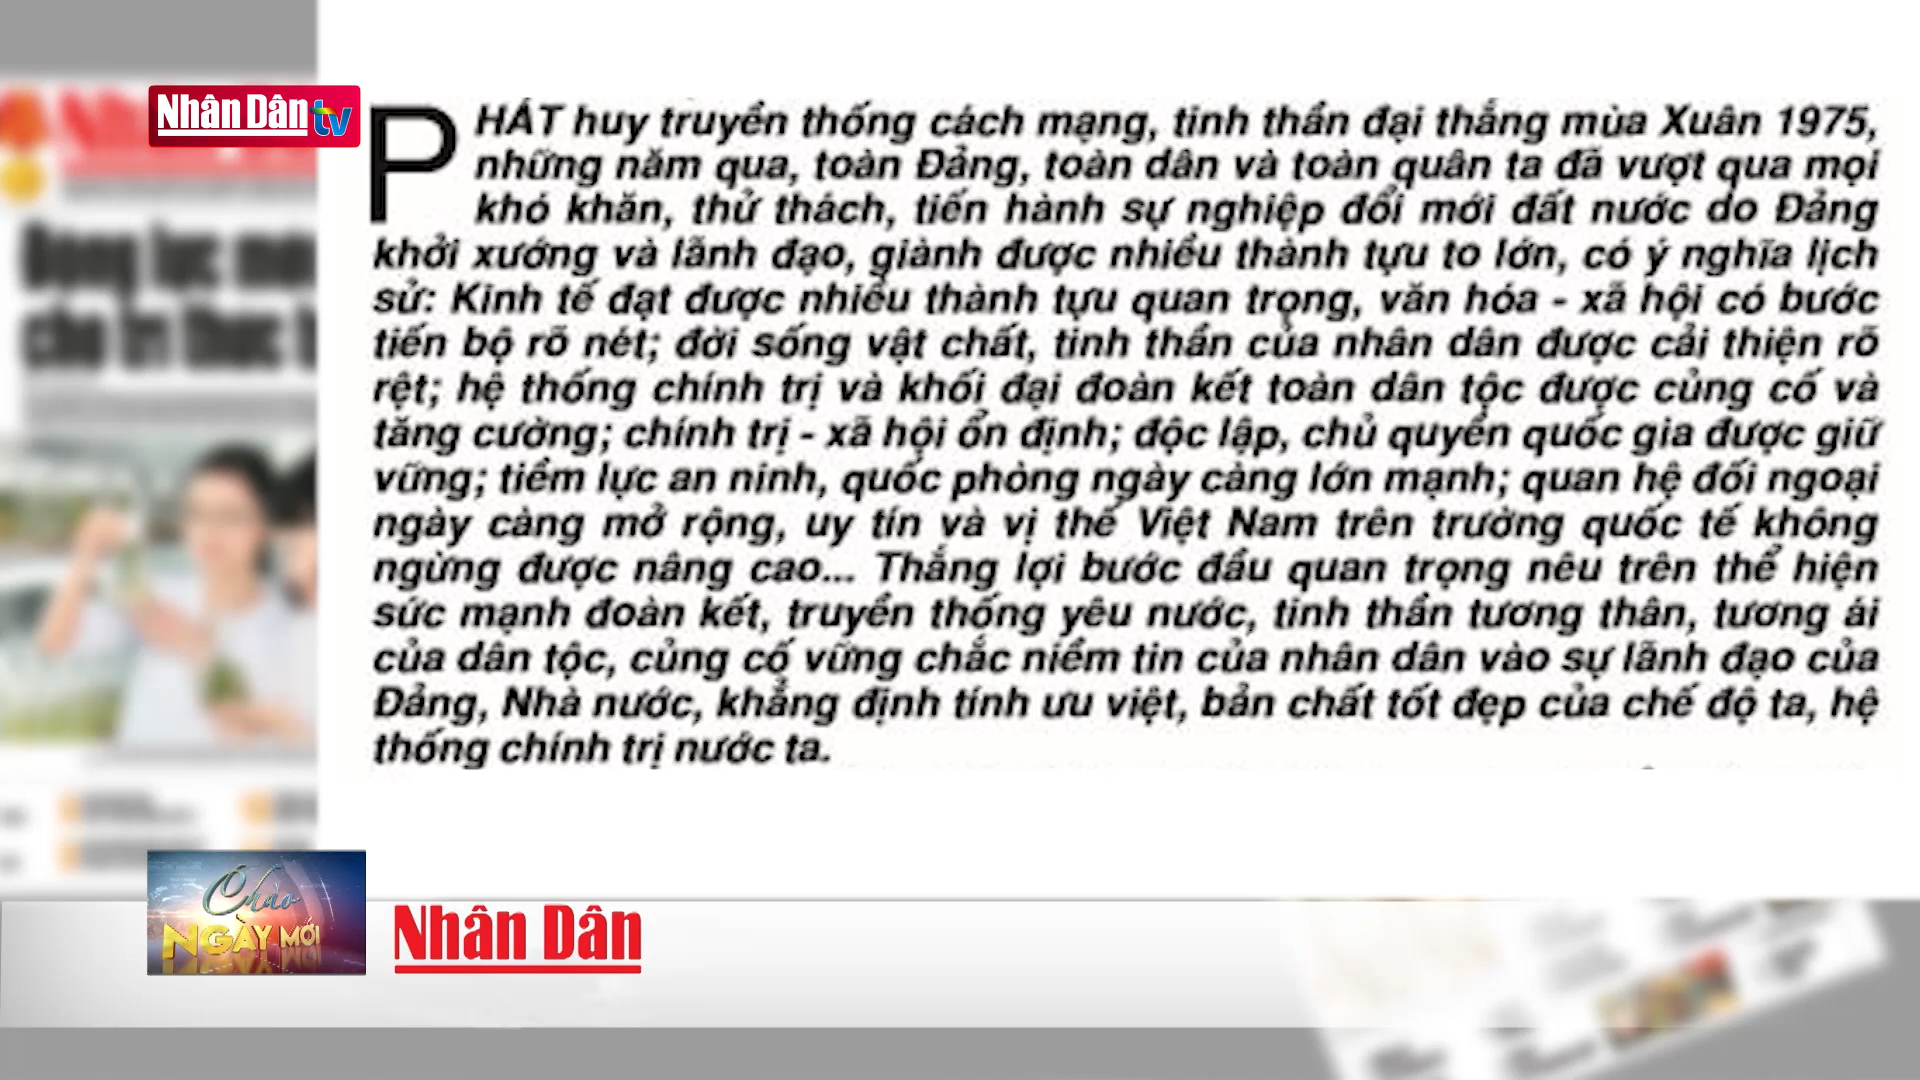 Nhân Dân tv
PHÁT huy truyền thống cách mạng, tinh thần đại thắng mùa Xuân 1975,
những năm qua, toàn Đảng, toàn dân và toàn quân ta đã vượt qua mọi
khó khăn, thử thách, tiến hành sự nghiệp đổi mới đất nước do Đảng
khởi xướng và lãnh đạo, giành được nhiều thành tựu to lớn, có ý nghĩa lịch
sử: Kinh tế đạt được nhiều thành tựu quan trọng, văn hóa - xã hội có bước
tiến bộ rõ nét; đời sống vật chất, tinh thần của nhân dân được cải thiện rõ
rệt; hệ thống chính trị và khối đại đoàn kết toàn dân tộc được củng cố và
tăng cường; chính trị - xã hội ổn định; độc lập, chủ quyền quốc gia được giữ
vững; tiềm lực an ninh, quốc phòng ngày càng lớn mạnh; quan hệ đối ngoại
ngày càng mở rộng, uy tín và vị thế Việt Nam trên trường quốc tế không
ngừng được nâng cao... Thắng lợi bước đầu quan trọng nêu trên thể hiện
sức mạnh đoàn kết, truyền thống yêu nước, tinh thần tương thân, tương ái
của dân tộc, củng cố vững chắc niềm tin của nhân dân vào sự lãnh đạo của
Đảng, Nhà nước, khẳng định tính ưu việt, bản chất tốt đẹp của chế độ ta, hệ
thống chính trị nước ta.
Động lực mới
cho trí thức
Chào
NGÀY MỚI
Nhân Dân